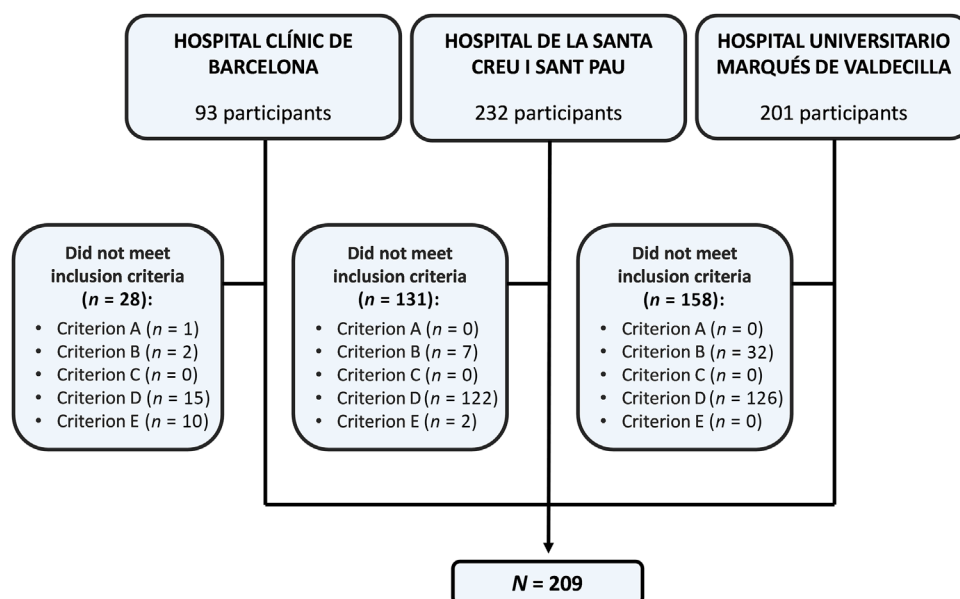 HOSPITAL CLÍNIC DE
BARCELONA
93 participants
HOSPITAL DE LA SANTA
CREU I SANT PAU
232 participants
HOSPITAL UNIVERSITARIO
MARQUÉS DE VALDECILLA
201 participants
Did not meet
inclusion criteria
(n = 28):
• Criterion A (n = 1)
• Criterion B (n = 2)
• Criterion C (n = 0)
• Criterion D (n = 15)
• Criterion E (n = 10)
Did not meet
inclusion criteria
(n = 131):
• Criterion A (n = 0)
• Criterion B (n = 7)
• Criterion C (n = 0)
• Criterion D (n = 122)
• Criterion E (n = 2)
Did not meet
inclusion criteria
(n = 158):
• Criterion A (n = 0)
• Criterion B (n = 32)
• Criterion C (n = 0)
• Criterion D (n = 126)
• Criterion E (n = 0)
N = 209